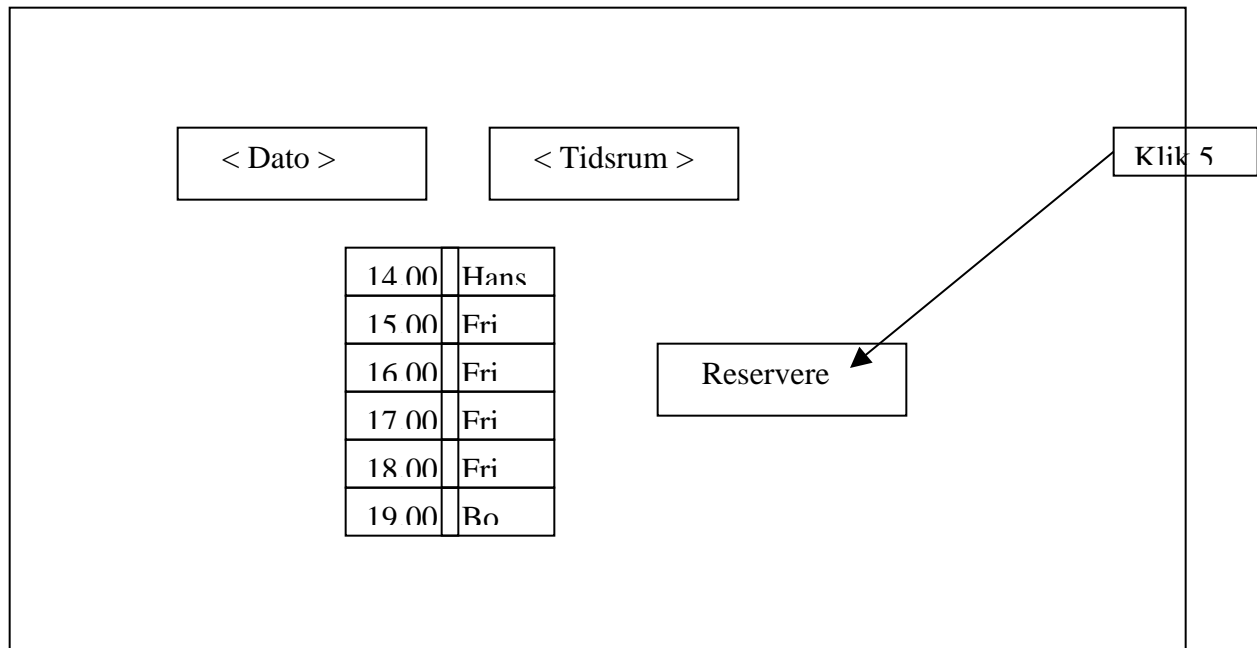 < Dato >
< Tidsrum >
Klik 5
14.00 Hans
15.00 Fri
16.00 Fri
Reservere
17.00 Fri
18.00 Fri
19.00 Bo